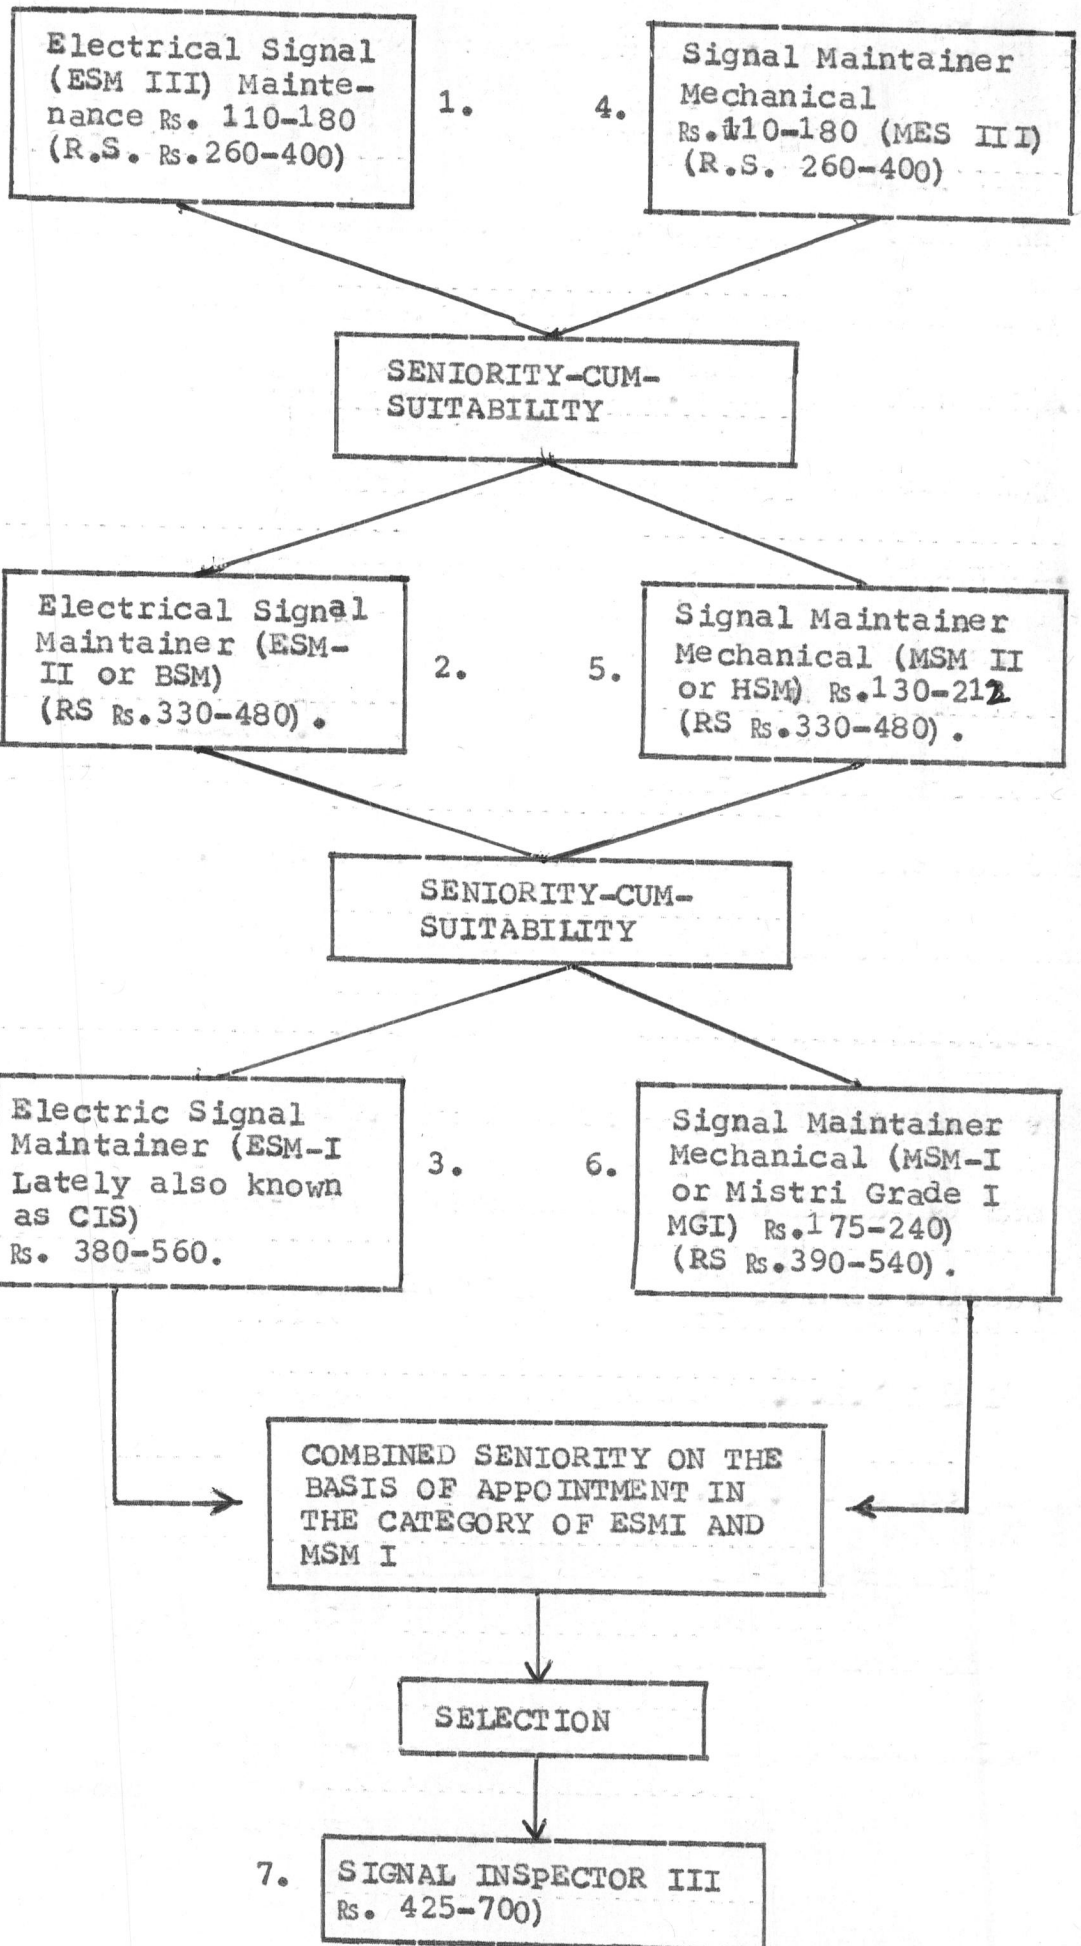 Electrical Signal
(ESM III) Mainte-
nance Rs. 110-180
(R.S. Rs.260-400)
1.
4.
Signal Maintainer
Mechanical
Rs.110-180 (MES III)
(R.S. 260-400)
SENIORITY-CUM-
SUITABILITY
Electrical Signal
Maintainer (ESM-
II or BSM)
(RS Rs.330-480).
2.
5.
Signal Maintainer
Mechanical (MSM II
or HSM) Rs.130-212
(RS Rs.330-480).
SENIORITY-CUM-
SUITABILITY
Electric Signal
Maintainer (ESM-I
Lately also known
as CIS)
Rs. 380-560.
3.
6.
Signal Maintainer
Mechanical (MSM-I
or Mistri Grade I
MGI) Rs.175-240)
(RS Rs.390-540).
COMBINED SENIORITY ON THE
BASIS OF APPOINTMENT IN
THE CATEGORY OF ESMI AND
MSM I
SELECTION
7.
SIGNAL INSPECTOR III
Rs. 425-700)